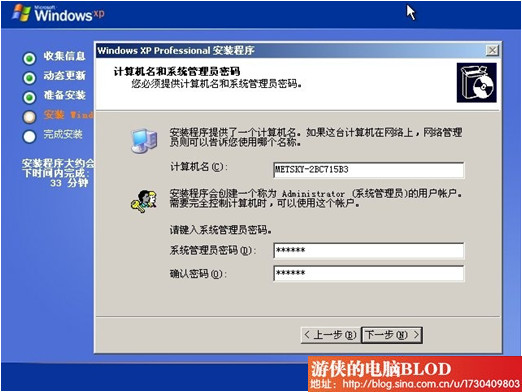 Microsoft
Windows xp
收集信息
动态更新
准备安装
安装 Wind
完成安装
安装程序大约会
下时间内完成:
33 分钟
Windows XP Professional 安装程序
计算机名和系统管理员密码
您必须提供计算机名和系统管理员密码。
安装程序提供了一个计算机名。如果这台计算机在网络上，网络管理
员则可以告诉您使用哪个名称。
计算机名(C):
METSKY-2BC715B3
安装程序会创建一个称为 Administrator (系统管理员)的用户帐户。
需要完全控制计算机时，可以使用这个帐户。
请键入系统管理员密码。
系统管理员密码(D):
******
确认密码(O):
******
< 上一步(B)
下一步(N) >
游侠的电脑BLOD
地址：http://blog.sina.com.cn/u/1730409803